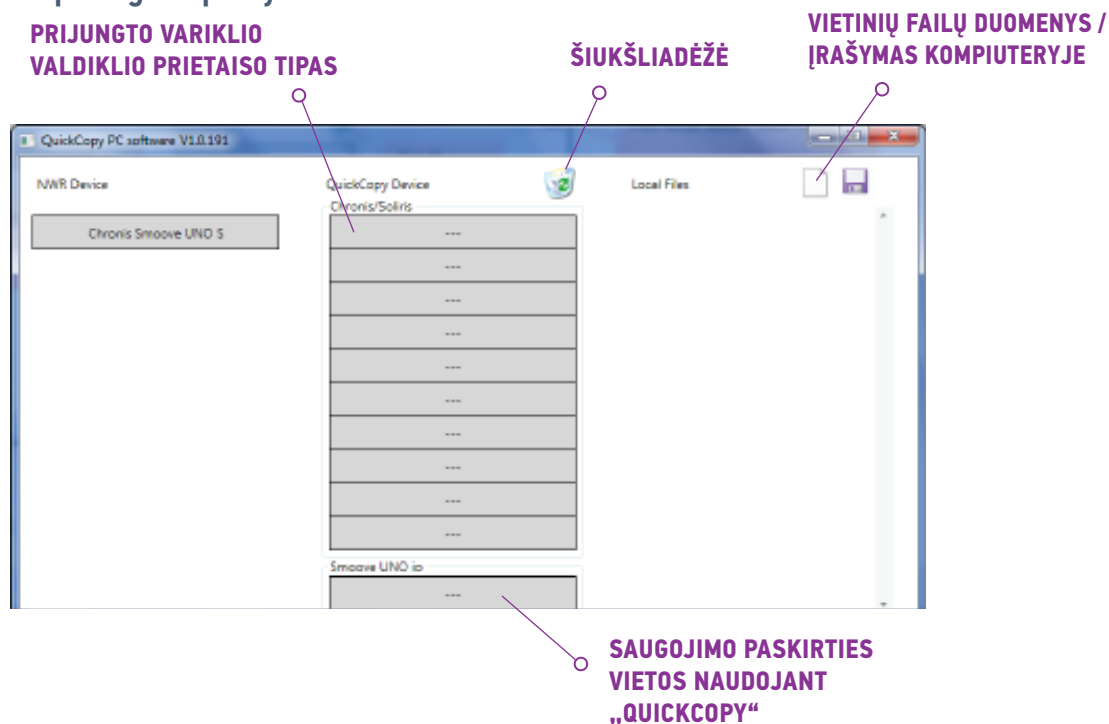 PRIJUNGTO VARIKLIO
VALDIKLIO PRIETAISO TIPAS
ŠIUKŠLIADĖŽĖ
VIETINIŲ FAILŲ DUOMENYS /
ĮRAŠYMAS KOMPIUTERYJE
QuickCopy PC software V1.0.191
NWR Device
QuickCopy Device
Local Files
Chronis/Soliris
Chronis Smoove UNO S
---
---
---
---
---
---
---
---
---
---
Smoove UNO io
---
SAUGOJIMO PASKIRTIES
VIETOS NAUDOJANT
„QUICKCOPY“